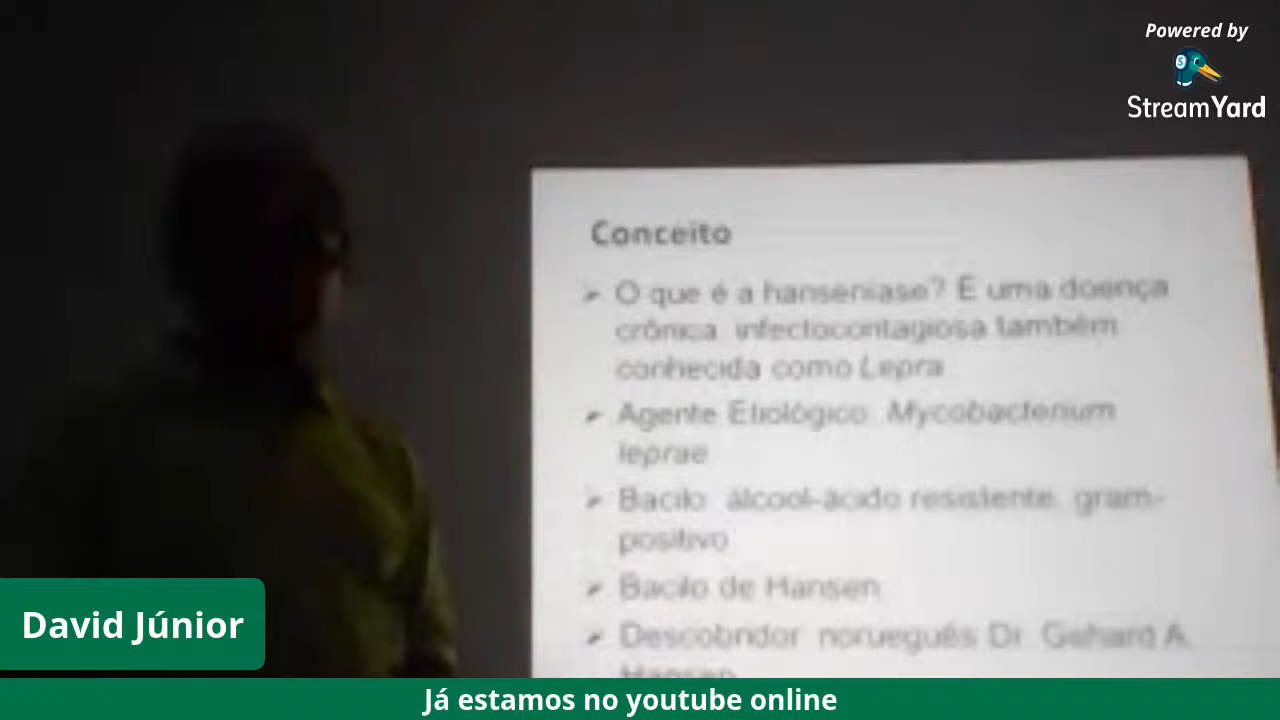 Powered by
StreamYard
Conceito
O que é a hanseníase? É uma doença
crônica, infectocontagiosa também
conhecida como Lepra
Agente Etiológico: Mycobacterium
leprae
Bacilo álcool-ácido resistente, gram-
positivo
Bacilo de Hansen
Descobridor norueguês Dr. Gehard A.
Hansen
David Júnior
Já estamos no youtube online